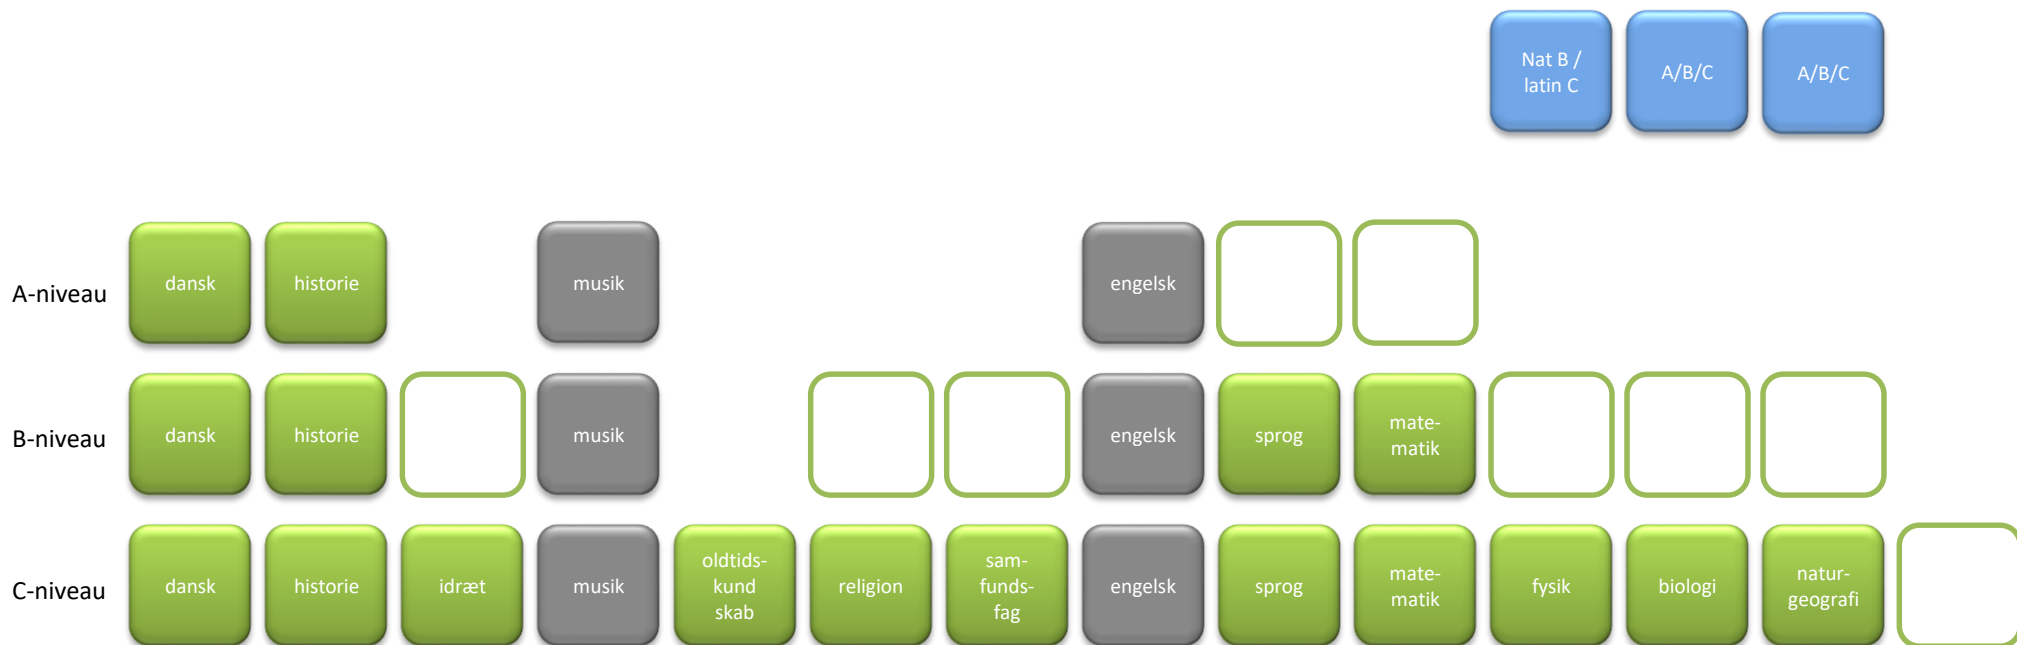 Nat B /
latin C
A/B/C
A/B/C
A-niveau
dansk
historie
musik
engelsk
B-niveau
dansk
historie
musik
engelsk
sprog
mate-
matik
C-niveau
dansk
historie
idræt
musik
oldtids-
kund
skab
religion
sam-
funds-
fag
engelsk
sprog
mate-
matik
fysik
biologi
natur-
geografi